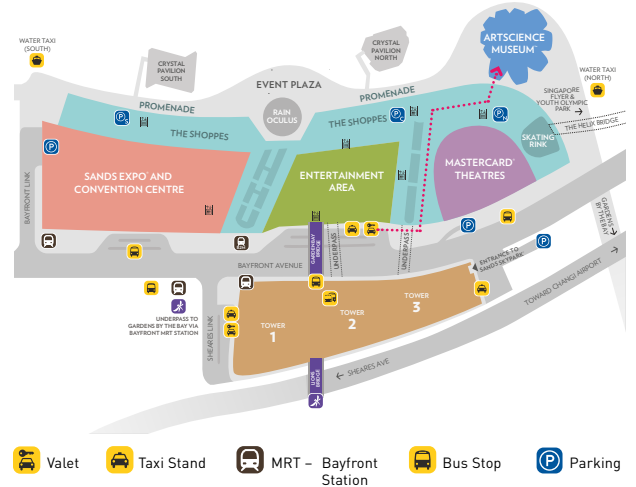 WATER TAXI
(SOUTH)
CRYSTAL
PAVILION
SOUTH
CRYSTAL
PAVILION
NORTH
ARTSCIENCE
MUSEUM™
WATER TAXI
(NORTH)
EVENT PLAZA
SINGAPORE
FLYER &
YOUTH OLYMPIC
PARK
PROMENADE
PROMENADE
RAIN
OCULUS
THE SHOPPES
THE SHOPPES
THE HELIX BRIDGE
SKATING
RINK
P
P S
P C
P N
SANDS EXPO® AND
CONVENTION CENTRE
ENTERTAINMENT
AREA
MASTERCARD®
THEATRES
BAYFRONT LINK
GARDENS
BY THE BAY
P
P
GARDENSBAY
BRIDGE
UNDERPASS
UNDERPASS
BAYFRONT AVENUE
ENTRANCE TO
SANDS SKYPARK
TOWARD CHANGI AIRPORT
UNDERPASS TO
GARDENS BY THE BAY VIA
BAYFRONT MRT STATION
SHEARES LINK
TOWER
1
TOWER
2
TOWER
3
LIONS
BRIDGE
SHEARES AVE
Valet
Taxi Stand
MRT – Bayfront
Station
Bus Stop
P Parking